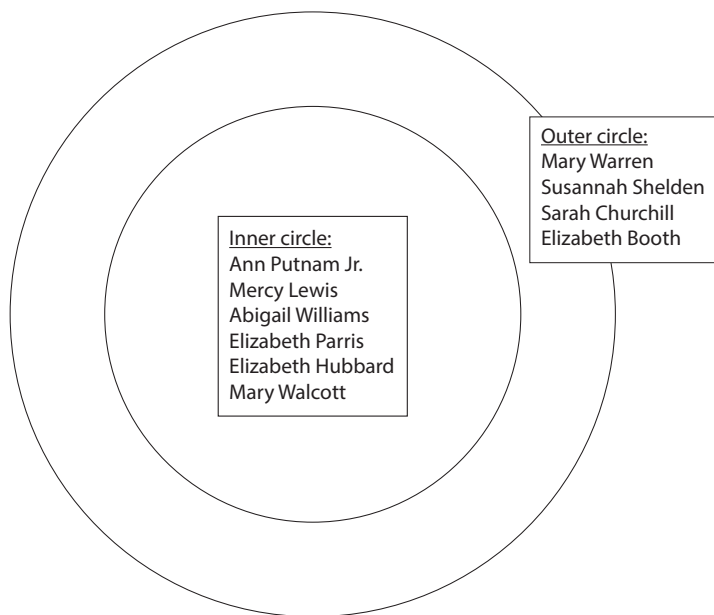 Outer circle:
Mary Warren
Susannah Shelden
Sarah Churchill
Elizabeth Booth
Inner circle:
Ann Putnam Jr.
Mercy Lewis
Abigail Williams
Elizabeth Parris
Elizabeth Hubbard
Mary Walcott